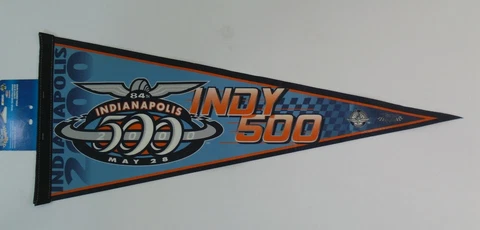 INDIANAPOLIS
2000
84th
INDIANAPOLIS
500
MAY 28
INDY
500